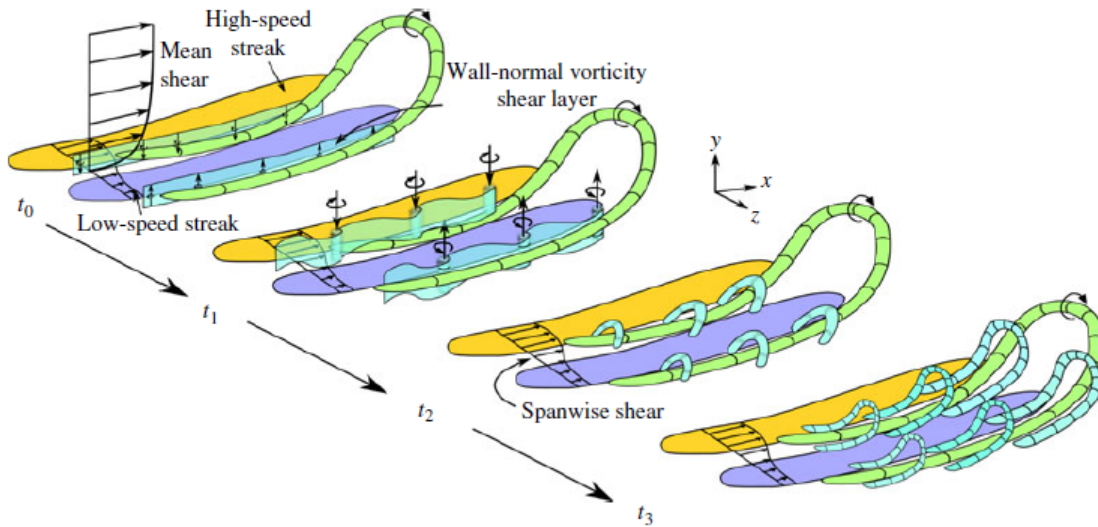 High-speed
streak
Mean
shear
Wall-normal vorticity
shear layer
y
x
z
t0
Low-speed streak
t1
t2
Spanwise shear
t3